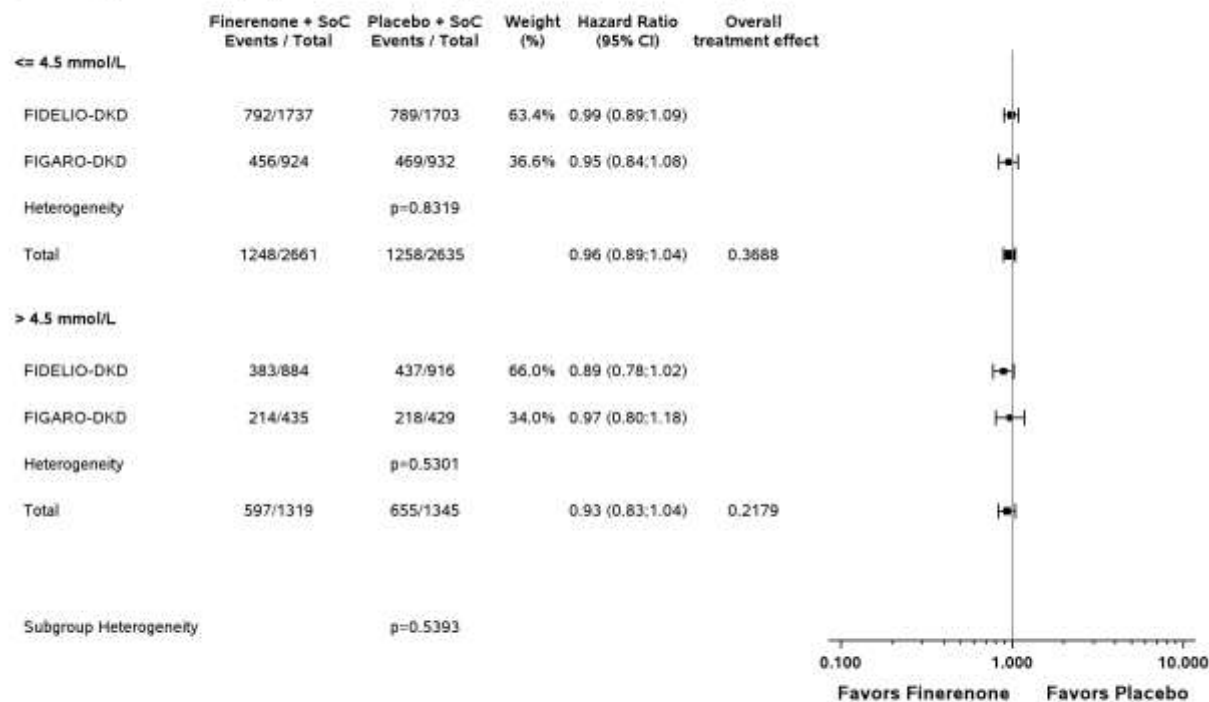 Finerenone + SoC Placebo + SoC Weight Hazard Ratio Overall
Events / Total Events / Total (%) (95% CI) treatment effect
<= 4.5 mmol/L
FIDELIO-DKD 792/1737 789/1703 63.4% 0.99 (0.89;1.09)
FIGARO-DKD 456/924 469/932 36.6% 0.95 (0.84;1.08)
Heterogeneity p=0.8319
Total 1248/2661 1258/2635 0.96 (0.89;1.04) 0.3688
> 4.5 mmol/L
FIDELIO-DKD 383/884 437/916 66.0% 0.89 (0.78;1.02)
FIGARO-DKD 214/435 218/429 34.0% 0.97 (0.80;1.18)
Heterogeneity p=0.5301
Total 597/1319 655/1345 0.93 (0.83;1.04) 0.2179
Subgroup Heterogeneity p=0.5393
0.100 1.000 10.000
Favors Finerenone Favors Placebo